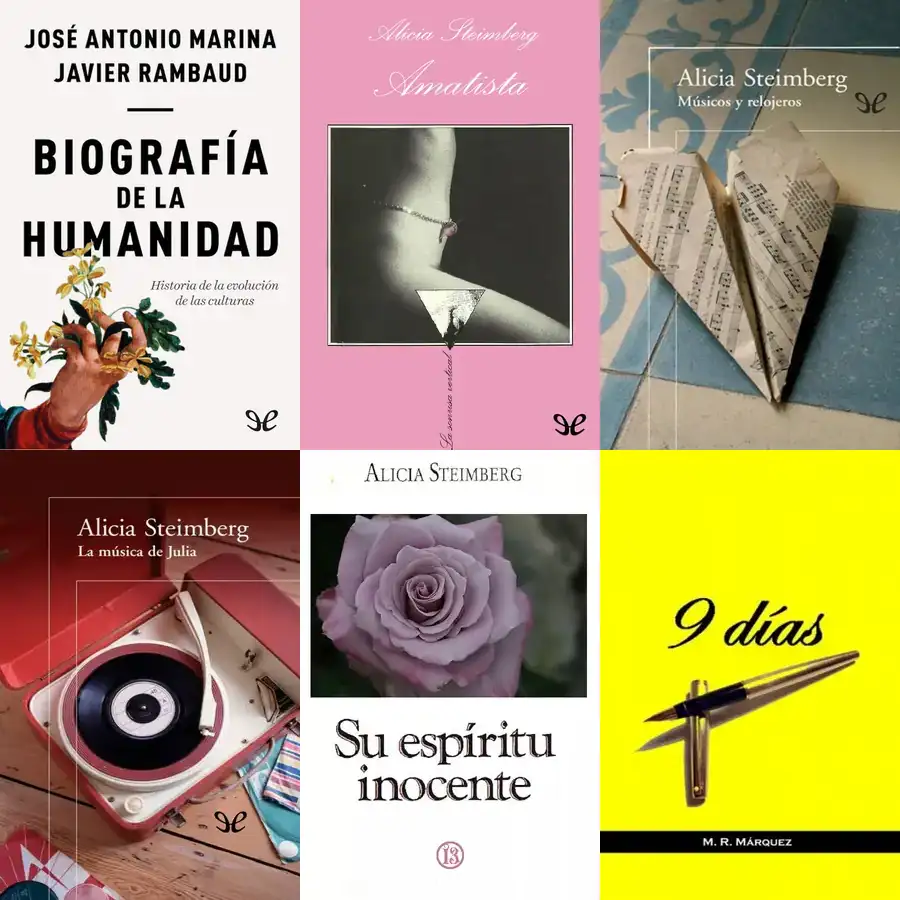 JOSÉ ANTONIO MARINA
JAVIER RAMBAUD
BIOGRAFÍA
DE LA
HUMANIDAD
Historia de la evolución
de las culturas
Alicia Steimberg
Amatista
La sonrisa vertical
Alicia Steimberg
Músicos y relojeros
Alicia Steimberg
La música de Julia
ALICIA STEIMBERG
Su espíritu
inocente
13
9 días
M. R. MÁRQUEZ